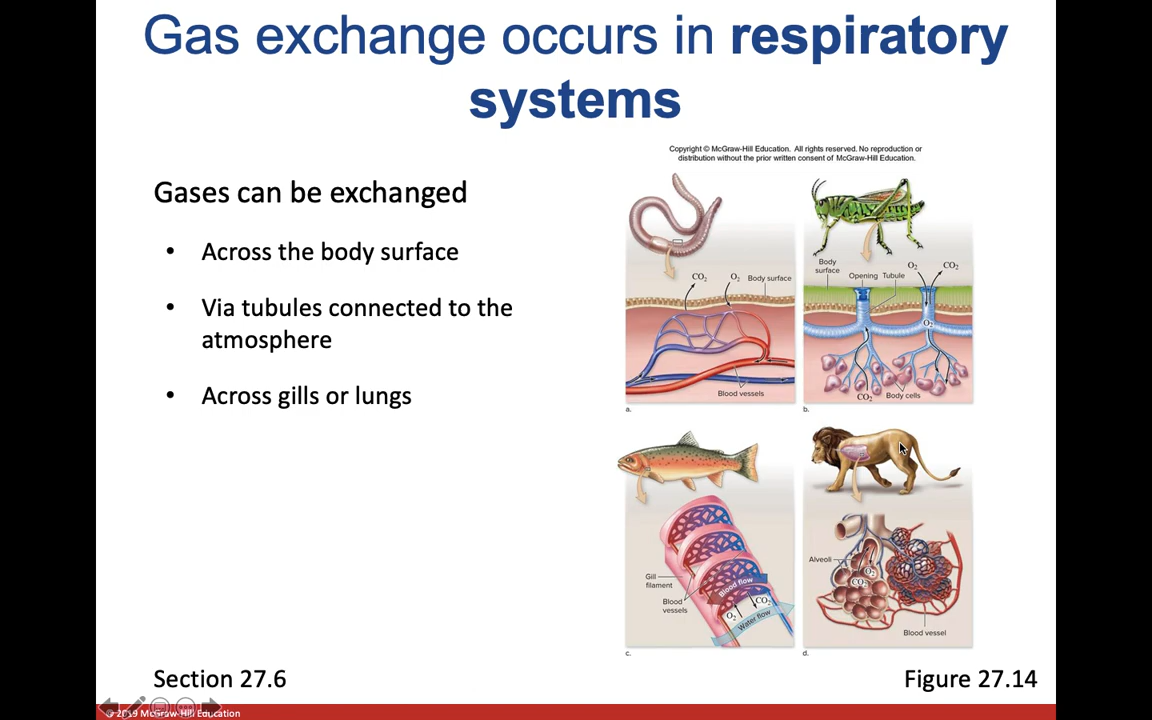 Gas exchange occurs in respiratory
systems
Copyright © McGraw-Hill Education. All rights reserved. No reproduction or
distribution without the prior written consent of McGraw-Hill Education.
Gases can be exchanged
• Across the body surface
• Via tubules connected to the
atmosphere
• Across gills or lungs
CO₂
O₂
Body surface
Blood vessels
a.
Body
surface
Opening
Tubule
O₂
CO₂
O₂
CO₂
Body cells
b.
Gill
filament
Blood
vessels
Blood flow
O₂
CO₂
Water flow
c.
Alveoli
O₂
CO₂
Blood vessel
d.
Section 27.6
Figure 27.14
© 2019 McGraw-Hill Education